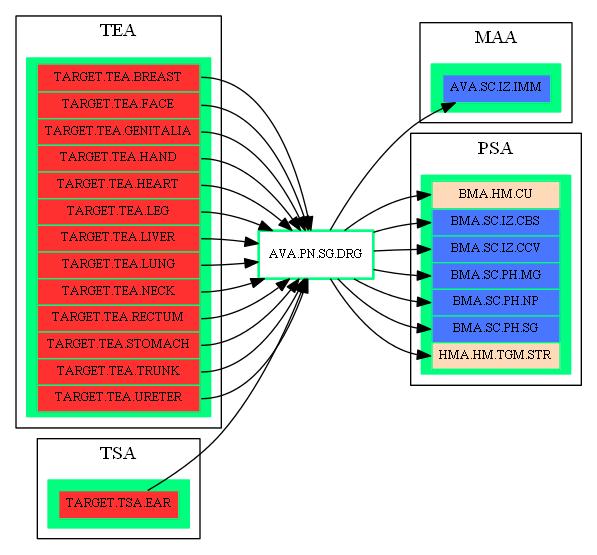 TEA
TARGET.TEA.BREAST
TARGET.TEA.FACE
TARGET.TEA.GENITALIA
TARGET.TEA.HAND
TARGET.TEA.HEART
TARGET.TEA.LEG
TARGET.TEA.LIVER
TARGET.TEA.LUNG
TARGET.TEA.NECK
TARGET.TEA.RECTUM
TARGET.TEA.STOMACH
TARGET.TEA.TRUNK
TARGET.TEA.URETER
TSA
TARGET.TSA.EAR
AVA.PN.SG.DRG
MAA
AVA.SC.IZ.IMM
PSA
BMA.HM.CU
BMA.SC.IZ.CBS
BMA.SC.IZ.CCV
BMA.SC.PH.MG
BMA.SC.PH.NP
BMA.SC.PH.SG
HMA.HM.TGM.STR